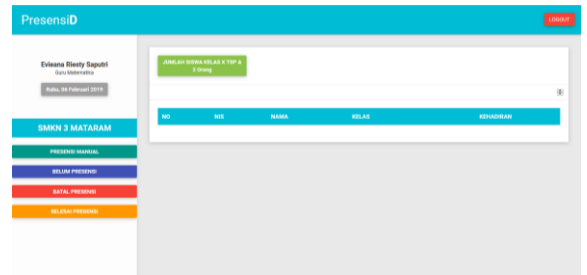 PresensiD
LOGOUT
Evieana Riesty Saputri
Guru Matematika
Rabu, 06 Februari 2019
SMKN 3 MATARAM
PRESENSI MANUAL
BELUM PRESENSI
BATAL PRESENSI
SELESAI PRESENSI
JUMLAH SISWA KELAS X TSP A
0 Orang
NO NIS NAMA KELAS KEHADIRAN